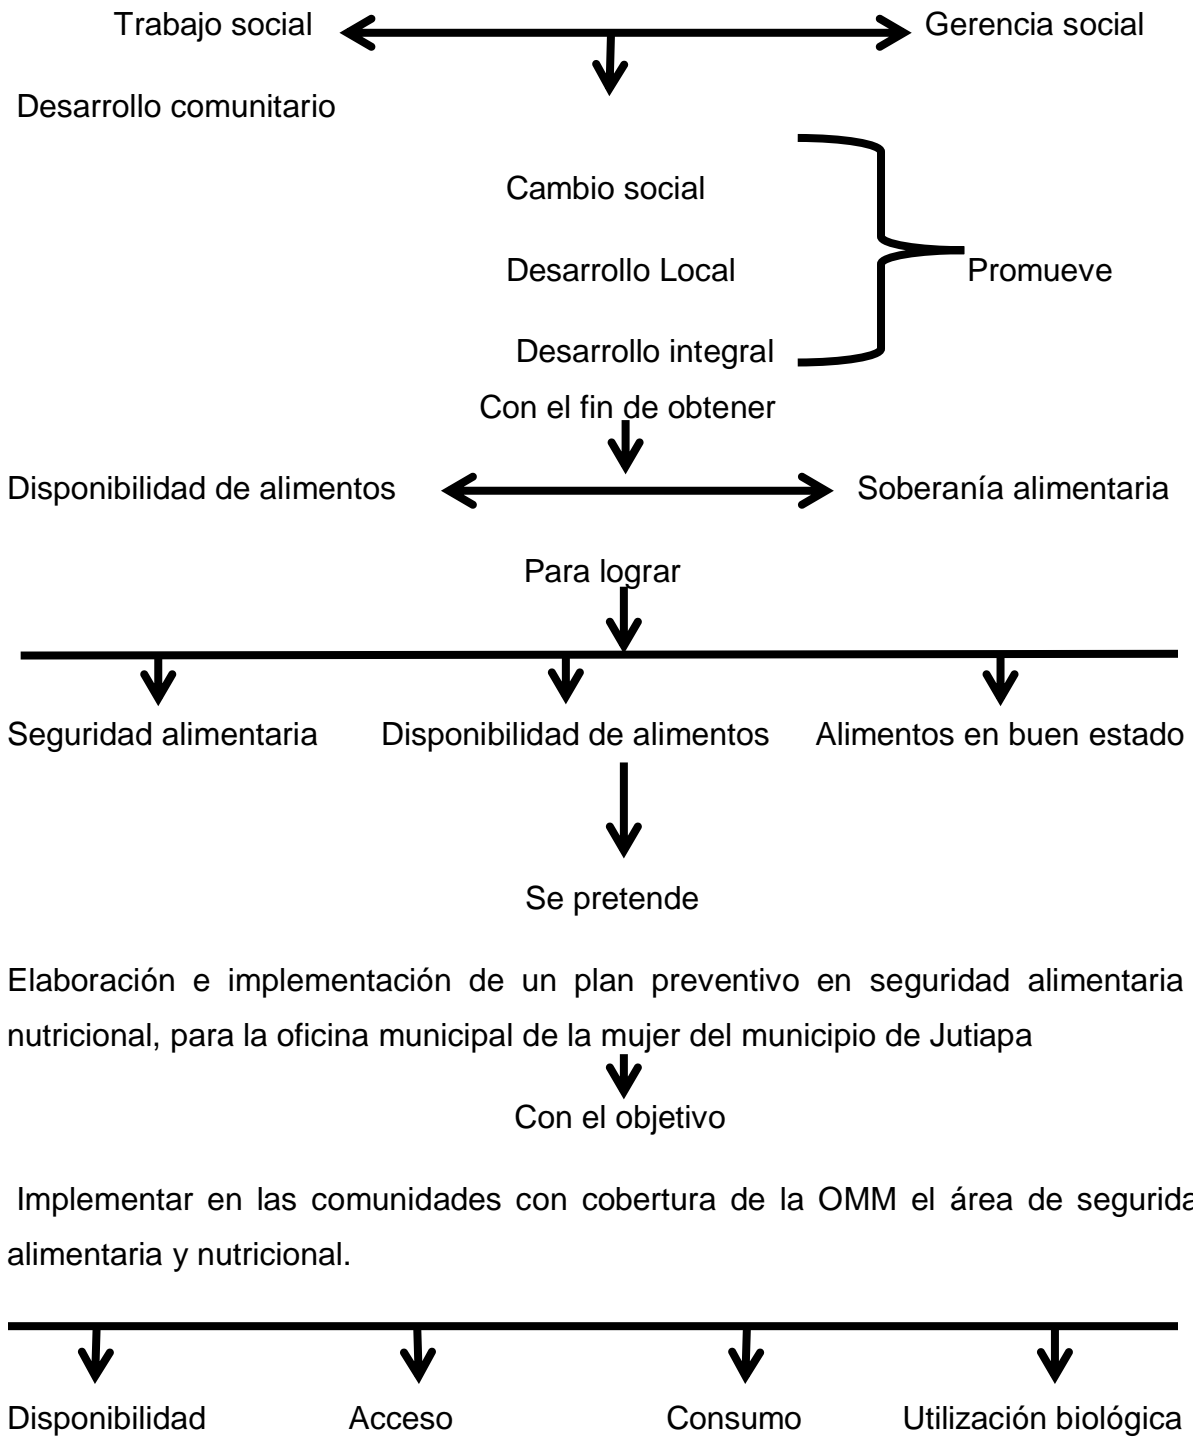 Trabajo social Gerencia social
Desarrollo comunitario
Cambio social
Desarrollo Local Promueve
Desarrollo integral
Con el fin de obtener
Disponibilidad de alimentos Soberanía alimentaria
Para lograr
Seguridad alimentaria Disponibilidad de alimentos Alimentos en buen estado
Se pretende
Elaboración e implementación de un plan preventivo en seguridad alimentaria
nutricional, para la oficina municipal de la mujer del municipio de Jutiapa
Con el objetivo
Implementar en las comunidades con cobertura de la OMM el área de segurida
alimentaria y nutricional.
Disponibilidad Acceso Consumo Utilización biológica